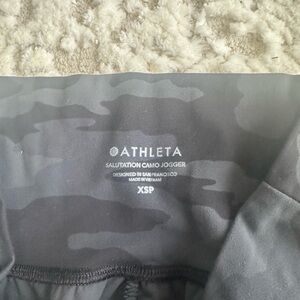 ATHLETA
SALUTATION CAMO JOGGER
DESIGNED IN SAN FRANCISCO
MADE IN VIETNAM
XSP